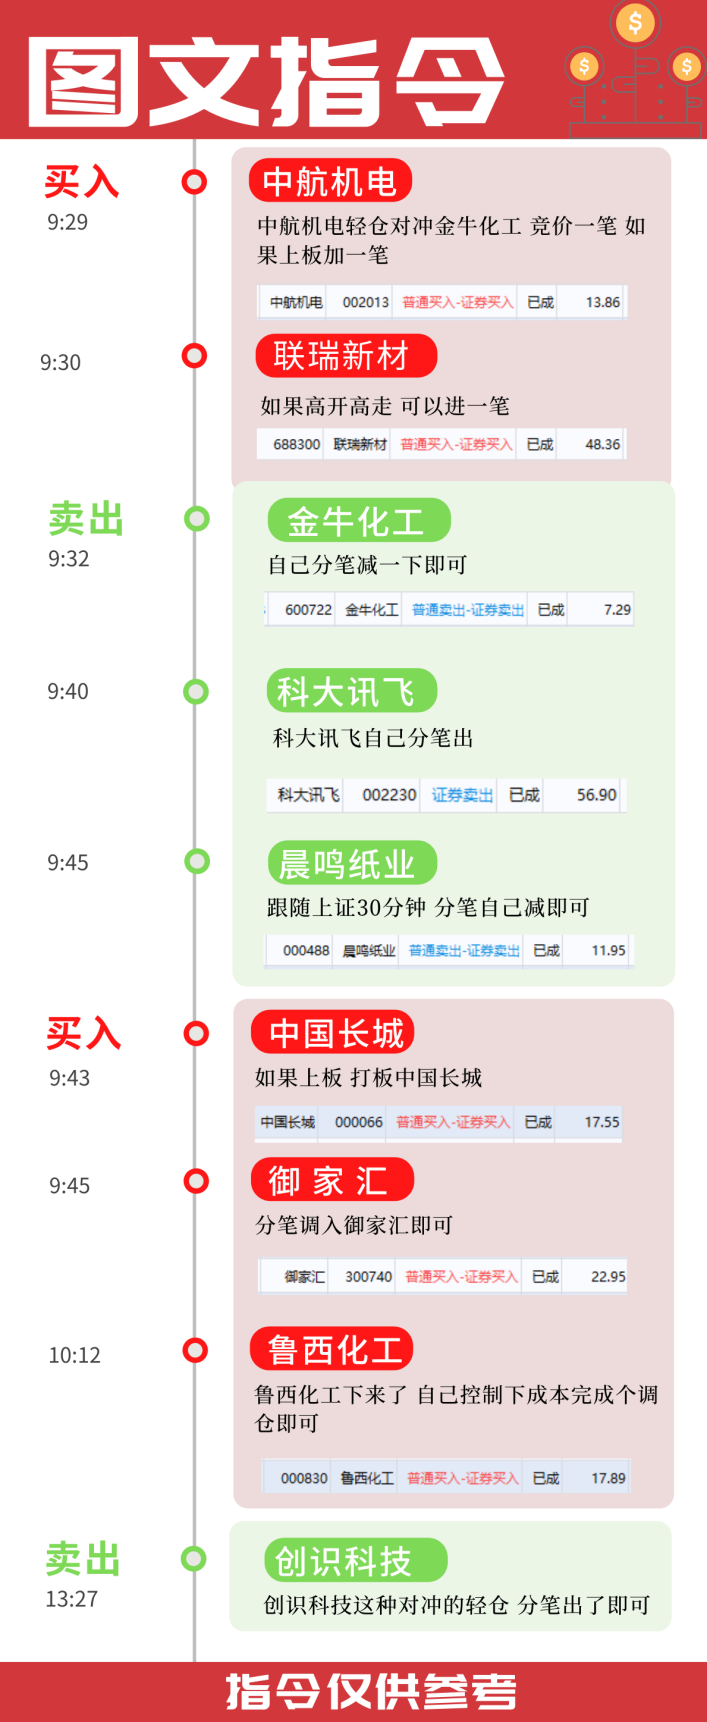 图文指令
买入
9:29
中航机电
中航机电轻仓对冲金牛化工 竞价一笔 如
果上板加一笔
中航机电 002013 普通买入-证券买入 已成 13.86
9:30
联瑞新材
如果高开高走 可以进一笔
688300 联瑞新材 普通买入-证券买入 已成 48.36
卖出
9:32
金牛化工
自己分笔减一下即可
600722 金牛化工 普通卖出-证券卖出 已成 7.29
9:40
科大讯飞
科大讯飞自己分笔出
科大讯飞 002230 证券卖出 已成 56.90
9:45
晨鸣纸业
跟随上证30分钟 分笔自己减即可
000488 晨鸣纸业 普通卖出-证券卖出 已成 11.95
买入
9:43
中国长城
如果上板 打板中国长城
中国长城 000066 普通买入-证券买入 已成 17.55
9:45
御家汇
分笔调入御家汇即可
御家汇 300740 普通买入-证券买入 已成 22.95
10:12
鲁西化工
鲁西化工下来了 自己控制下成本完成个调
仓即可
000830 鲁西化工 普通买入-证券买入 已成 17.89
卖出
13:27
创识科技
创识科技这种对冲的轻仓 分笔出了即可
指令仅供参考